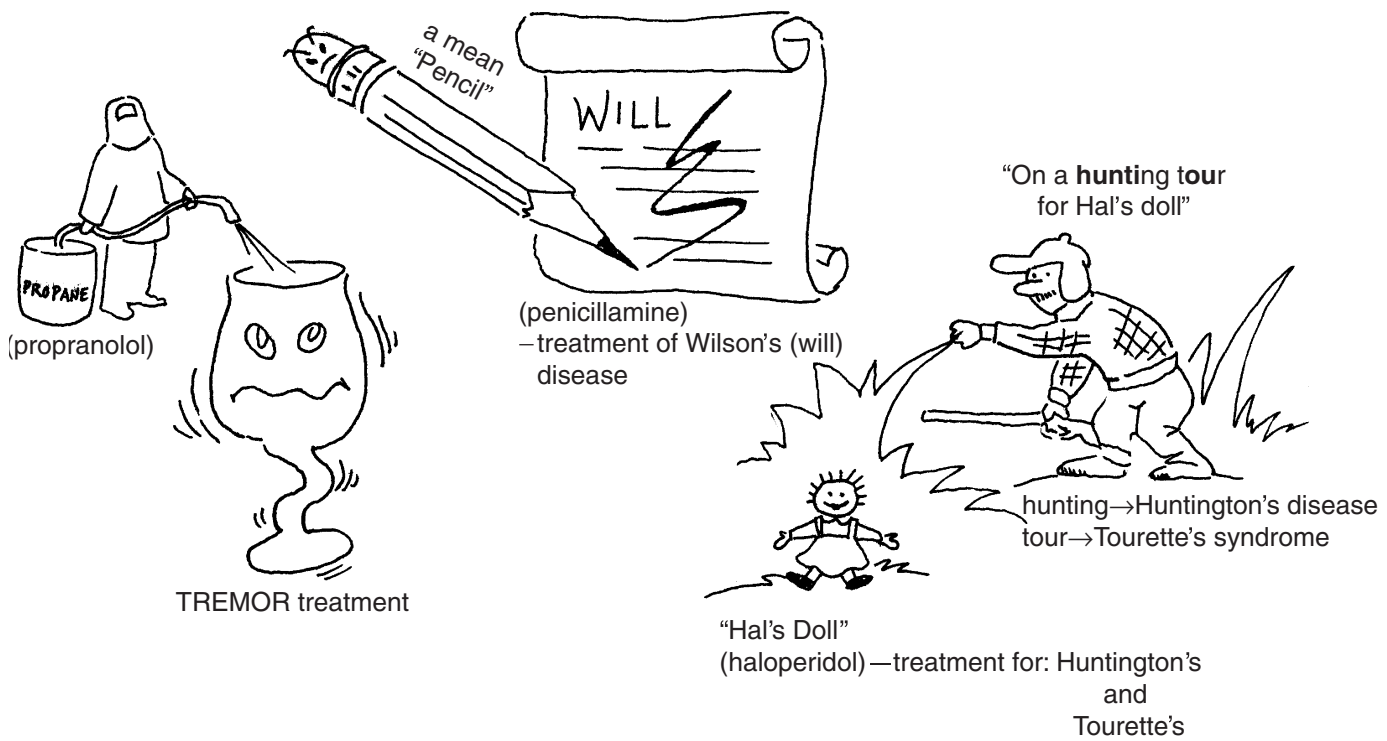 a mean
“Pencil”
WILL
PROPANE
(propranolol)
TREMOR treatment
(penicillamine)
–treatment of Wilson’s (will)
disease
“On a hunting tour
for Hal’s doll”
hunting→Huntington’s disease
tour→Tourette’s syndrome
“Hal’s Doll”
(haloperidol)—treatment for: Huntington’s
and
Tourette’s